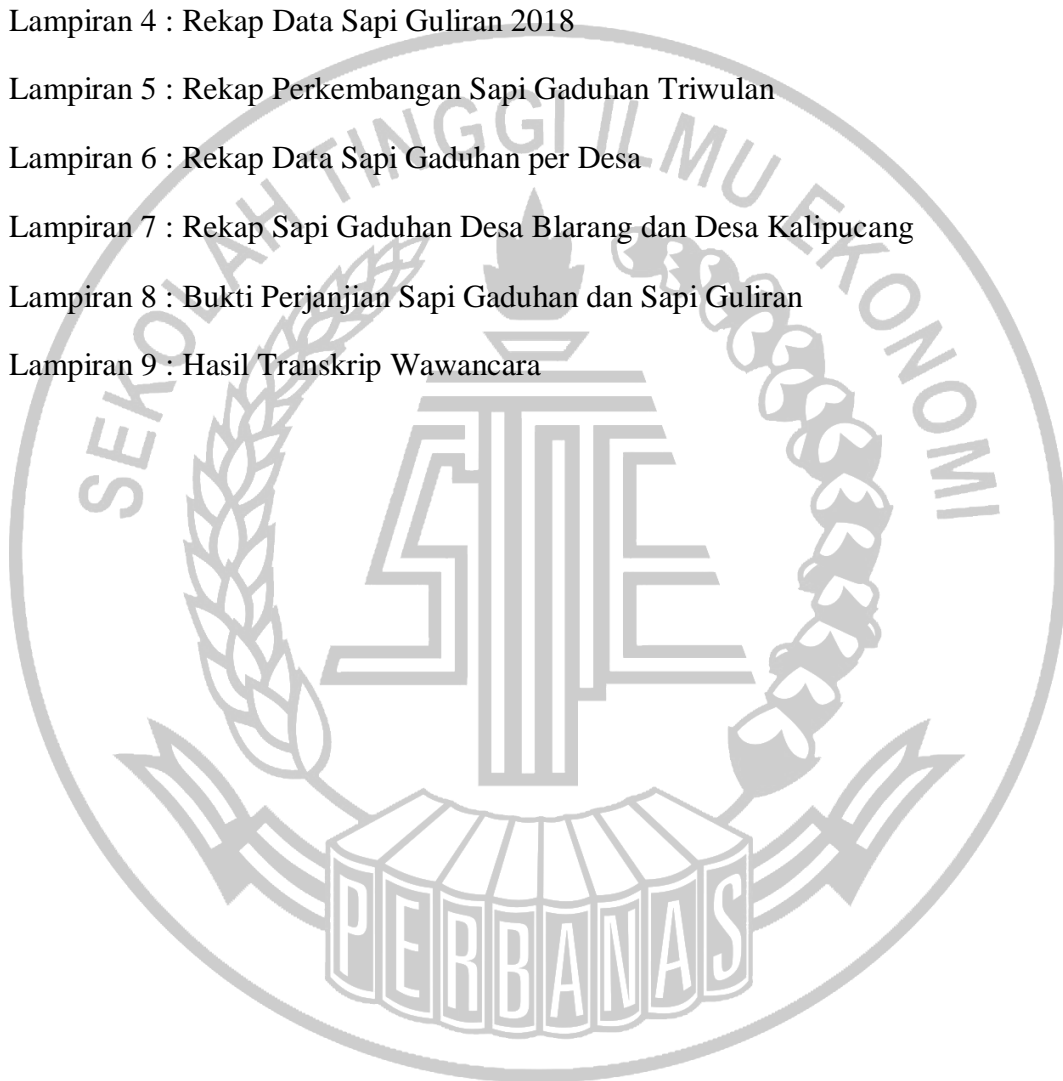 Lampiran 4 : Rekap Data Sapi Guliran 2018
Lampiran 5 : Rekap Perkembangan Sapi Gaduhan Triwulan
Lampiran 6 : Rekap Data Sapi Gaduhan per Desa
Lampiran 7 : Rekap Sapi Gaduhan Desa Blarang dan Desa Kalipucang
Lampiran 8 : Bukti Perjanjian Sapi Gaduhan dan Sapi Guliran
Lampiran 9 : Hasil Transkrip Wawancara
SEKOLAH TINGGI ILMU EKONOMI
STIE
PERBANAS